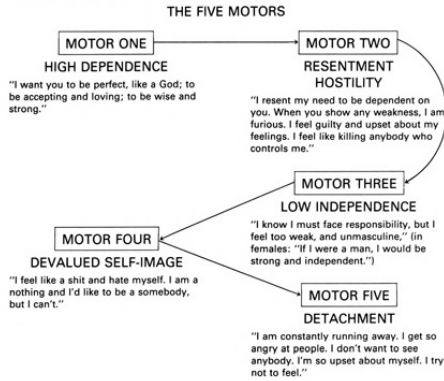 THE FIVE MOTORS
MOTOR ONE
HIGH DEPENDENCE
"I want you to be perfect, like a God; to
be accepting and loving; to be wise and
strong."
MOTOR TWO
RESENTMENT
HOSTILITY
"I resent my need to be dependent on
you. When you show any weakness, I am
furious. I feel guilty and upset about my
feelings. I feel like killing anybody who
controls me."
MOTOR THREE
LOW INDEPENDENCE
"I know I must face responsibility, but I
feel too weak, and unmasculine," (in
females: "If I were a man, I would be
strong and independent.")
MOTOR FOUR
DEVALUED SELF-IMAGE
"I feel like a shit and hate myself. I am a
nothing and I'd like to be a somebody,
but I can't."
MOTOR FIVE
DETACHMENT
"I am constantly running away. I get so
angry at people. I don't want to see
anybody. I'm so upset about myself. I try
not to feel."